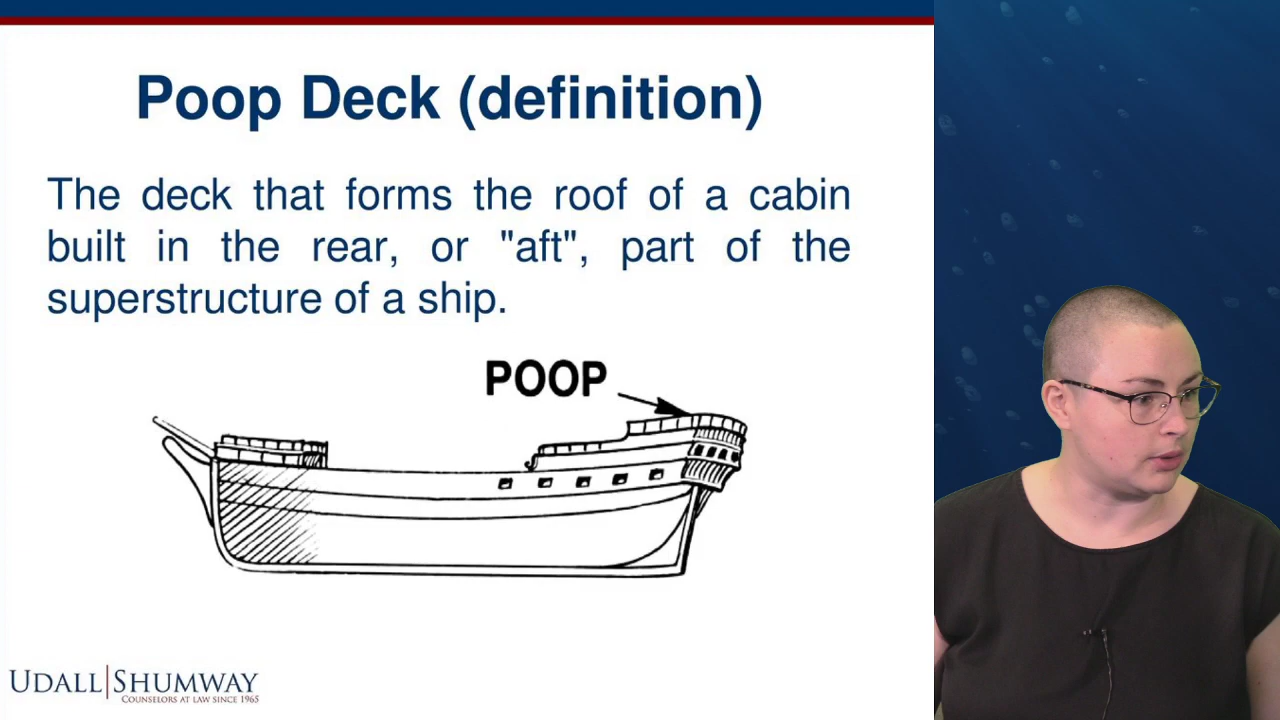 Poop Deck (definition)
The deck that forms the roof of a cabin
built in the rear, or "aft", part of the
superstructure of a ship.
POOP
UDALL|SHUMWAY
COUNSELORS AT LAW SINCE 1965